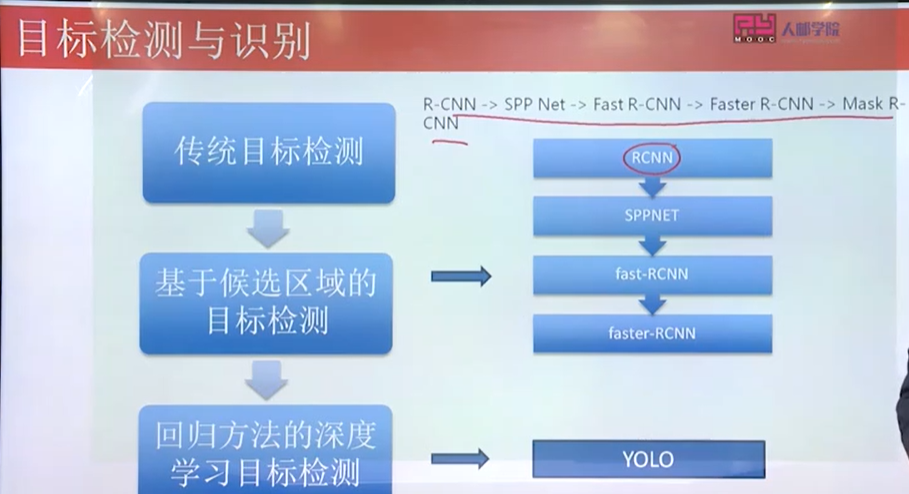 目标检测与识别
MOOC
人邮学院
R-CNN -> SPP Net -> Fast R-CNN -> Faster R-CNN -> Mask R-
CNN
传统目标检测
RCNN
SPPNET
基于候选区域的
目标检测
fast-RCNN
faster-RCNN
回归方法的深度
学习目标检测
YOLO